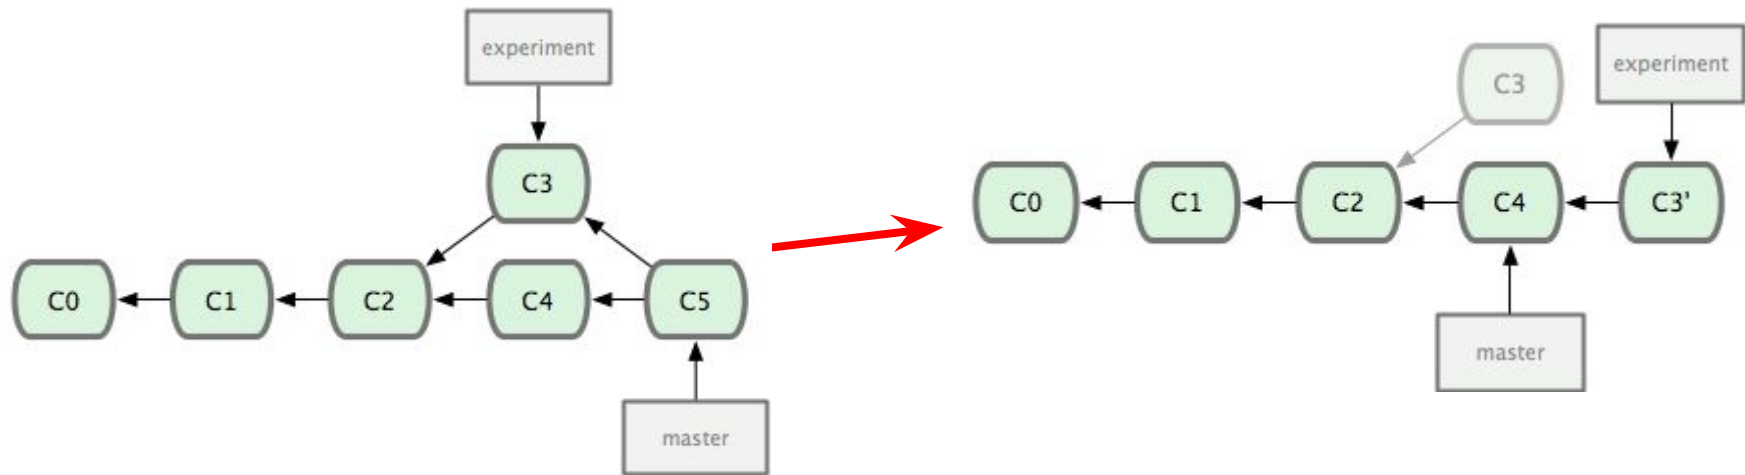 experiment
C3
C0
C1
C2
C4
C5
master
experiment
C3
C0
C1
C2
C4
C3'
master